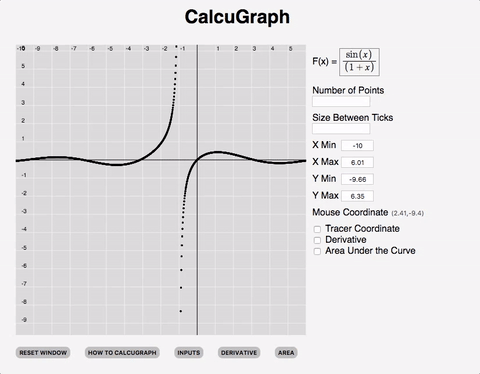 CalcuGraph
-10 -9 -8 -7 -6 -5 -4 -3 -2 -1 1 2 3 4 5
5
4
3
2
1
-1
-2
-3
-4
-5
-6
-7
-8
-9
F(x) = sin(x)
(1 + x)
Number of Points
Size Between Ticks
X Min -10
X Max 6.01
Y Min -9.66
Y Max 6.35
Mouse Coordinate (2.41,-9.4)
Tracer Coordinate
Derivative
Area Under the Curve
RESET WINDOW HOW TO CALCUGRAPH INPUTS DERIVATIVE AREA